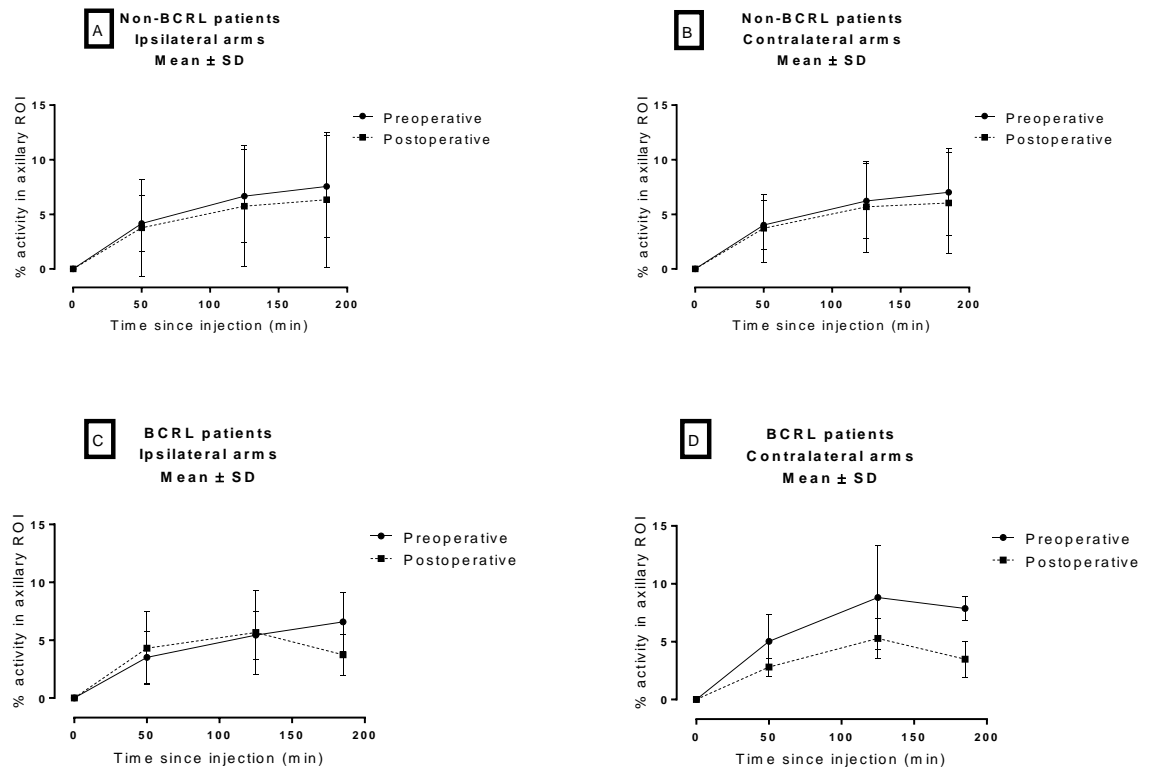 A
Non-BCRL patients
Ipsilateral arms
Mean ± SD
% activity in axillary ROI
15
10
5
0
0 50 100 150 200
Time since injection (min)
Preoperative
Postoperative
B
Non-BCRL patients
Contralateral arms
Mean ± SD
% activity in axillary ROI
15
10
5
0
0 50 100 150 200
Time since injection (min)
Preoperative
Postoperative
C
BCRL patients
Ipsilateral arms
Mean ± SD
% activity in axillary ROI
15
10
5
0
0 50 100 150 200
Time since injection (min)
Preoperative
Postoperative
D
BCRL patients
Contralateral arms
Mean ± SD
% activity in axillary ROI
15
10
5
0
0 50 100 150 200
Time since injection (min)
Preoperative
Postoperative